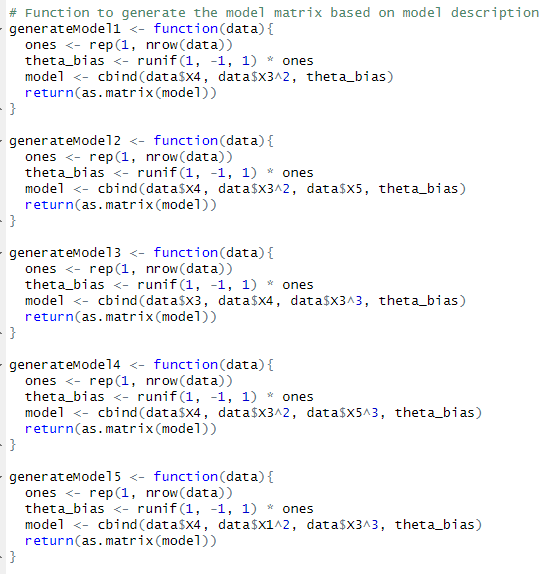 # Function to generate the model matrix based on model description
generateModel1 <- function(data){
  ones <- rep(1, nrow(data))
  theta_bias <- runif(1, -1, 1) * ones
  model <- cbind(data$X4, data$X3^2, theta_bias)
  return(as.matrix(model))
}

generateModel2 <- function(data){
  ones <- rep(1, nrow(data))
  theta_bias <- runif(1, -1, 1) * ones
  model <- cbind(data$X4, data$X3^2, data$X5, theta_bias)
  return(as.matrix(model))
}

generateModel3 <- function(data){
  ones <- rep(1, nrow(data))
  theta_bias <- runif(1, -1, 1) * ones
  model <- cbind(data$X3, data$X4, data$X3^3, theta_bias)
  return(as.matrix(model))
}

generateModel4 <- function(data){
  ones <- rep(1, nrow(data))
  theta_bias <- runif(1, -1, 1) * ones
  model <- cbind(data$X4, data$X3^2, data$X5^3, theta_bias)
  return(as.matrix(model))
}

generateModel5 <- function(data){
  ones <- rep(1, nrow(data))
  theta_bias <- runif(1, -1, 1) * ones
  model <- cbind(data$X4, data$X1^2, data$X3^3, theta_bias)
  return(as.matrix(model))
}